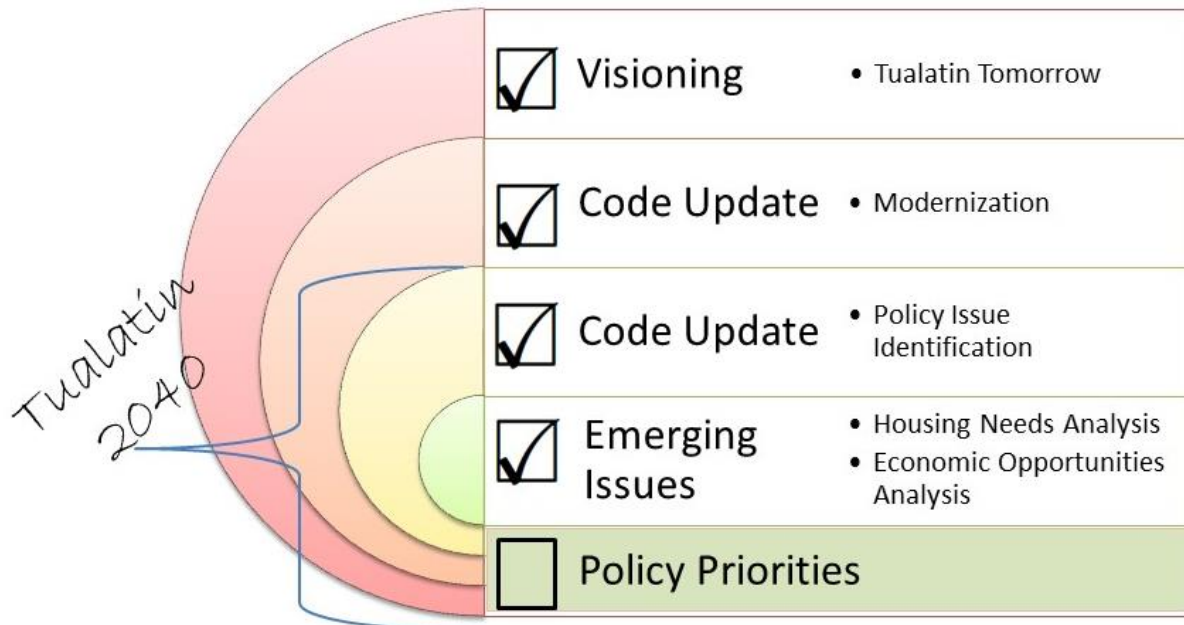 Visioning
• Tualatin Tomorrow
Code Update
• Modernization
Tualatin
2040
Code Update
• Policy Issue
Identification
Emerging
Issues
• Housing Needs Analysis
• Economic Opportunities
Analysis
Policy Priorities